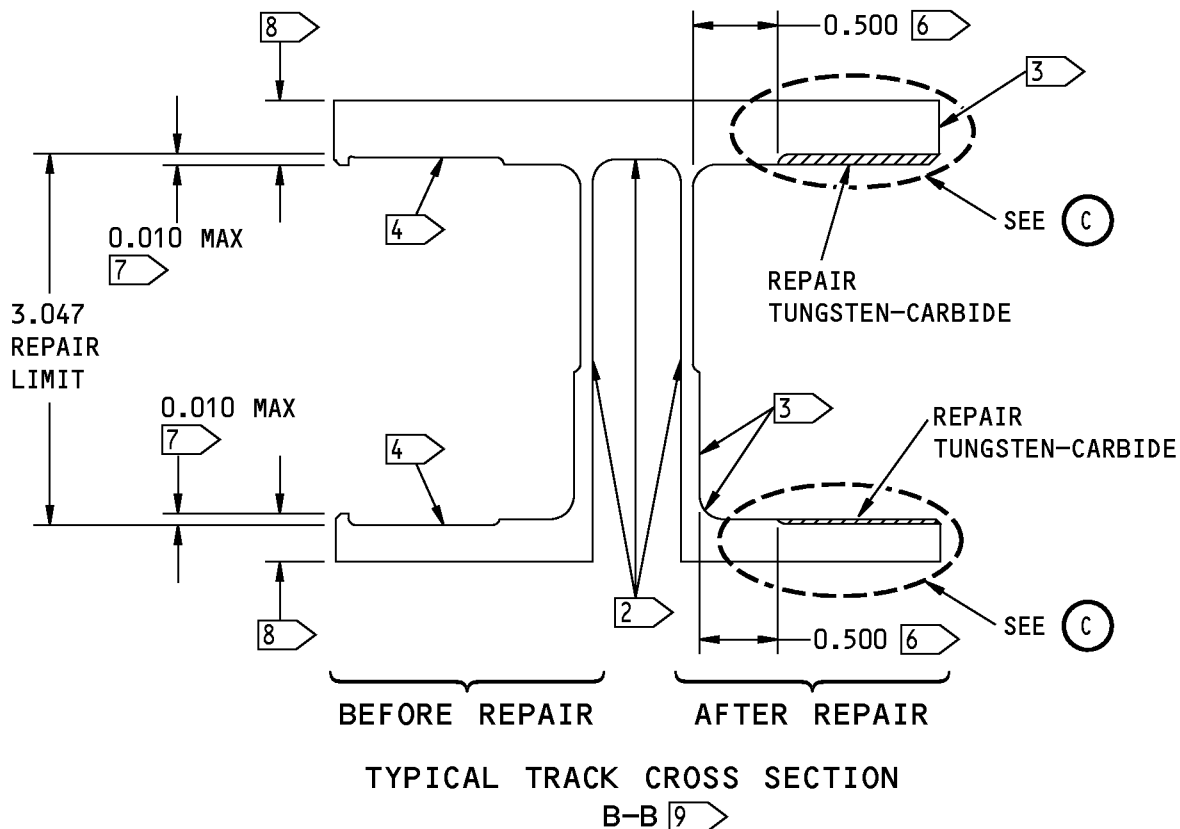 8
0.500 6
3
4
SEE C
0.010 MAX
7
REPAIR
TUNGSTEN-CARBIDE
3.047
REPAIR
LIMIT
0.010 MAX
7
3
4
REPAIR
TUNGSTEN-CARBIDE
2
8
0.500 6
SEE C
BEFORE REPAIR
AFTER REPAIR
TYPICAL TRACK CROSS SECTION
B-B 9